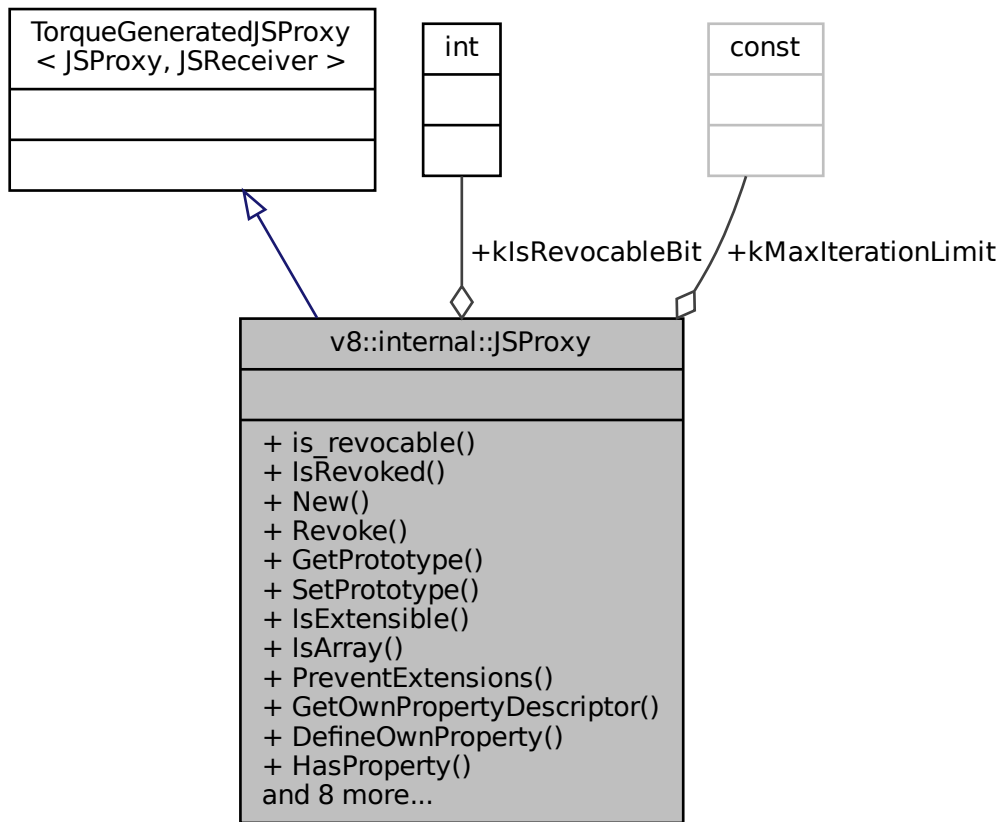 TorqueGeneratedJSProxy
< JSProxy, JSReceiver >
int
const
+kIsRevocableBit
+kMaxIterationLimit
v8::internal::JSProxy
+ is_revocable()
+ IsRevoked()
+ New()
+ Revoke()
+ GetPrototype()
+ SetPrototype()
+ IsExtensible()
+ IsArray()
+ PreventExtensions()
+ GetOwnPropertyDescriptor()
+ DefineOwnProperty()
+ HasProperty()
and 8 more...